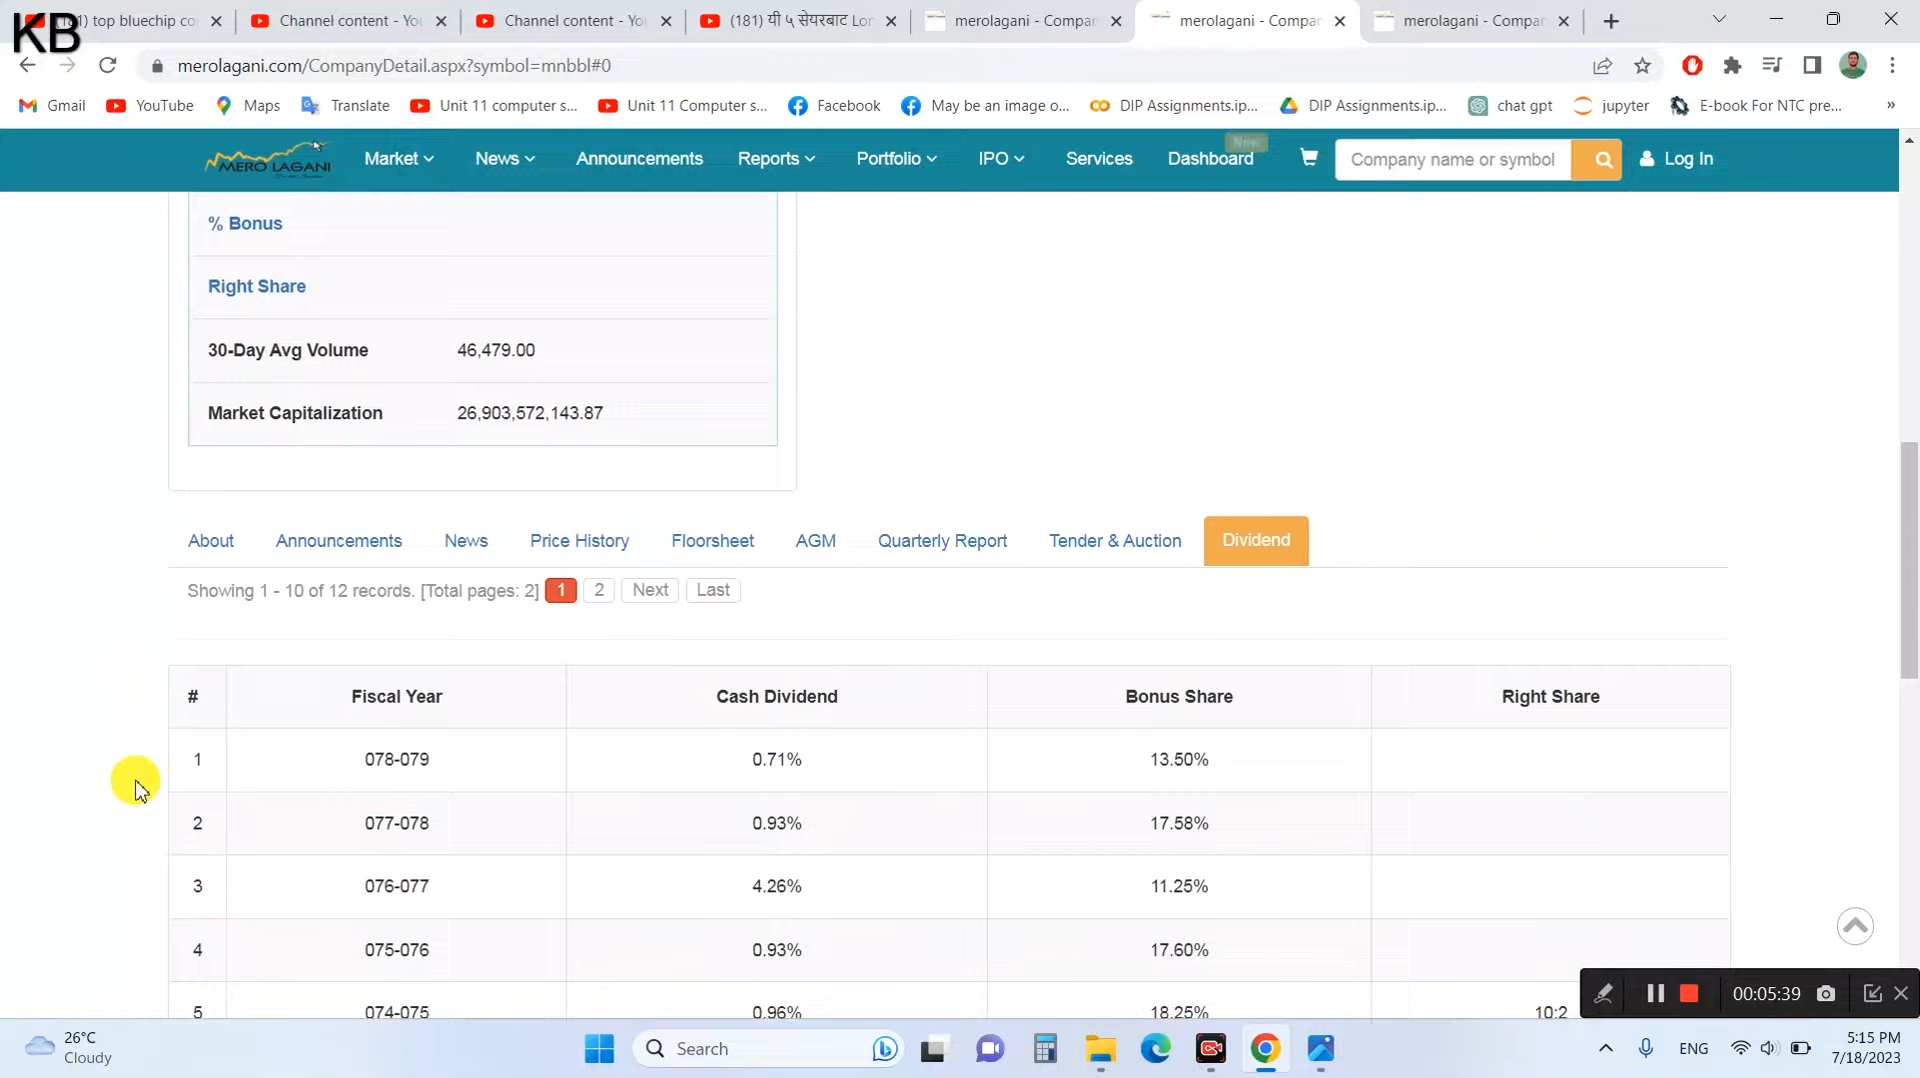 KB
181) top bluechip co
Channel content - You
Channel content - You
(181) यी ५ सेयरबाट Lon
merolagani - Compan
merolagani - Compan
merolagani - Compan
merolagani.com/CompanyDetail.aspx?symbol=mnbbl#0
Gmail YouTube Maps Translate Unit 11 computer s... Unit 11 Computer s... Facebook May be an image o... DIP Assignments.ip... DIP Assignments.ip... chat gpt jupyter E-book For NTC pre... »
MERO LAGANI Market News Announcements Reports Portfolio IPO Services Dashboard New Company name or symbol Log In
% Bonus
Right Share
30-Day Avg Volume 46,479.00
Market Capitalization 26,903,572,143.87
About Announcements News Price History Floorsheet AGM Quarterly Report Tender & Auction Dividend
Showing 1 - 10 of 12 records. [Total pages: 2] 1 2 Next Last
# Fiscal Year Cash Dividend Bonus Share Right Share
1 078-079 0.71% 13.50%
2 077-078 0.93% 17.58%
3 076-077 4.26% 11.25%
4 075-076 0.93% 17.60%
5 074-075 0.96% 18.25% 10:2
00:05:39
26°C
Cloudy
Search
ENG
5:15 PM
7/18/2023